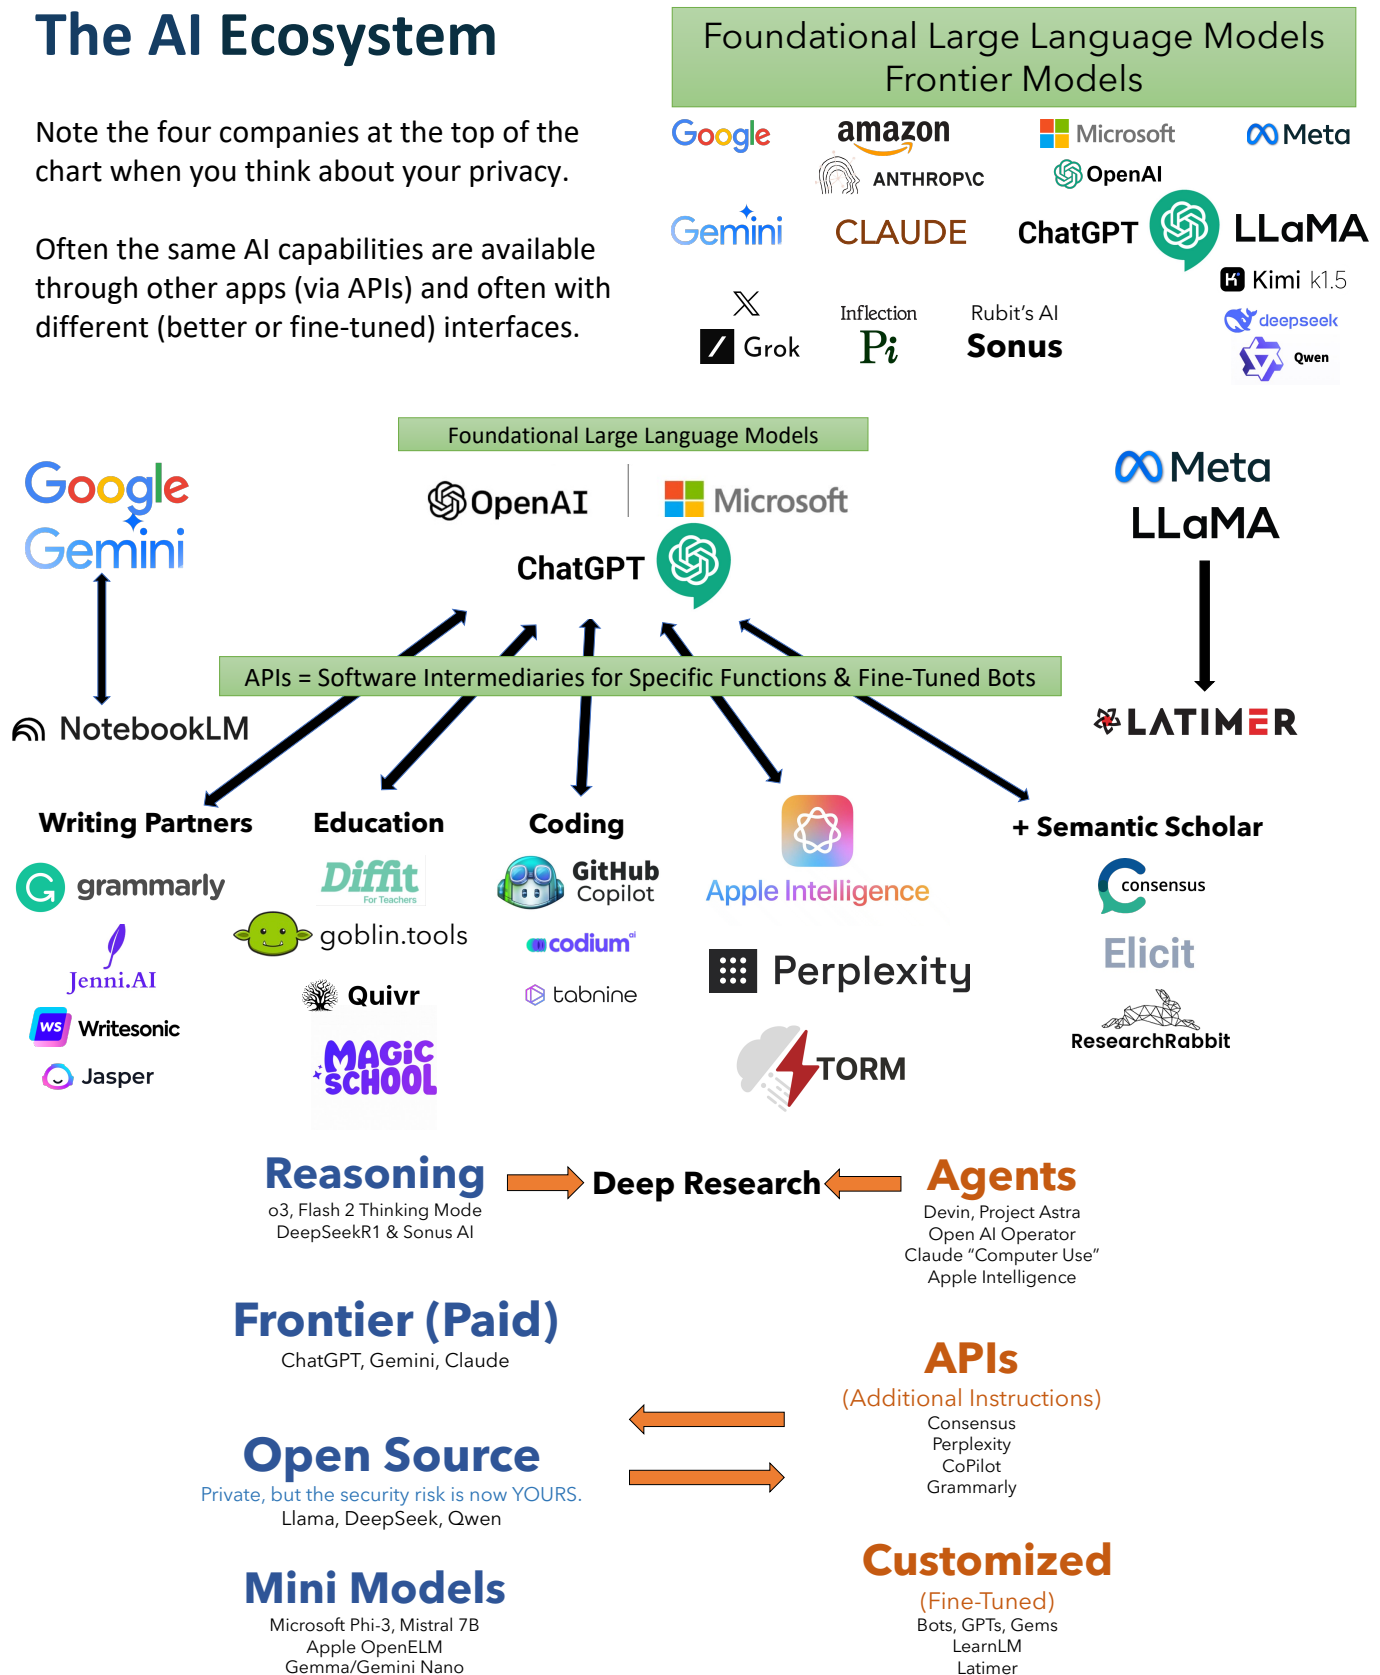 The AI Ecosystem
Note the four companies at the top of the
chart when you think about your privacy.
Often the same AI capabilities are available
through other apps (via APIs) and often with
different (better or fine-tuned) interfaces.
Foundational Large Language Models
Frontier Models
Google
amazon
Microsoft
Meta
ANTHROP\C
OpenAI
Gemini
CLAUDE
ChatGPT
LLaMA
Kimi k1.5
X
Grok
Inflection
Pi
Rubit's AI
Sonus
deepseek
Qwen
Foundational Large Language Models
Google
Gemini
OpenAI
Microsoft
ChatGPT
Meta
LLaMA
APIs = Software Intermediaries for Specific Functions & Fine-Tuned Bots
NotebookLM
LATIMER
Writing Partners
grammarly
Jenni.AI
WS Writesonic
Jasper
Education
Diffit
For Teachers
goblin.tools
Quivr
MAGiC
SCHOOL
Coding
GitHub
Copilot
codium ai
tabnine
Apple Intelligence
Perplexity
STORM
+ Semantic Scholar
consensus
Elicit
ResearchRabbit
Reasoning
o3, Flash 2 Thinking Mode
DeepSeekR1 & Sonus AI
Deep Research
Agents
Devin, Project Astra
Open AI Operator
Claude “Computer Use”
Apple Intelligence
Frontier (Paid)
ChatGPT, Gemini, Claude
APIs
(Additional Instructions)
Consensus
Perplexity
CoPilot
Grammarly
Open Source
Private, but the security risk is now YOURS.
Llama, DeepSeek, Qwen
Mini Models
Microsoft Phi-3, Mistral 7B
Apple OpenELM
Gemma/Gemini Nano
Customized
(Fine-Tuned)
Bots, GPTs, Gems
LearnLM
Latimer